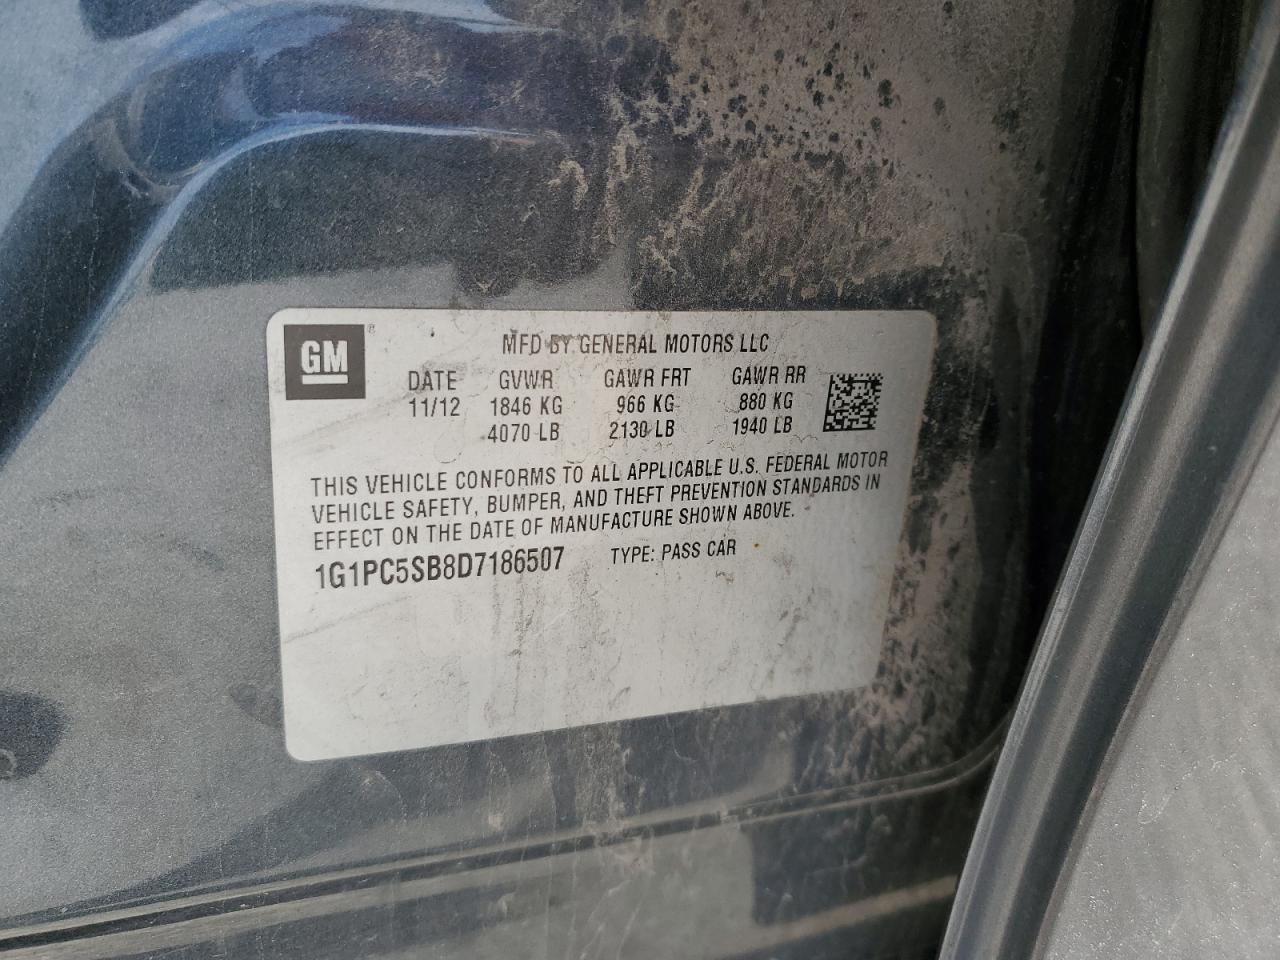 GM ®
MFD BY GENERAL MOTORS LLC
DATE GVWR GAWR FRT GAWR RR
11/12 1846 KG 966 KG 880 KG
4070 LB 2130 LB 1940 LB
THIS VEHICLE CONFORMS TO ALL APPLICABLE U.S. FEDERAL MOTOR
VEHICLE SAFETY, BUMPER, AND THEFT PREVENTION STANDARDS IN
EFFECT ON THE DATE OF MANUFACTURE SHOWN ABOVE.
1G1PC5SB8D7186507 TYPE: PASS CAR